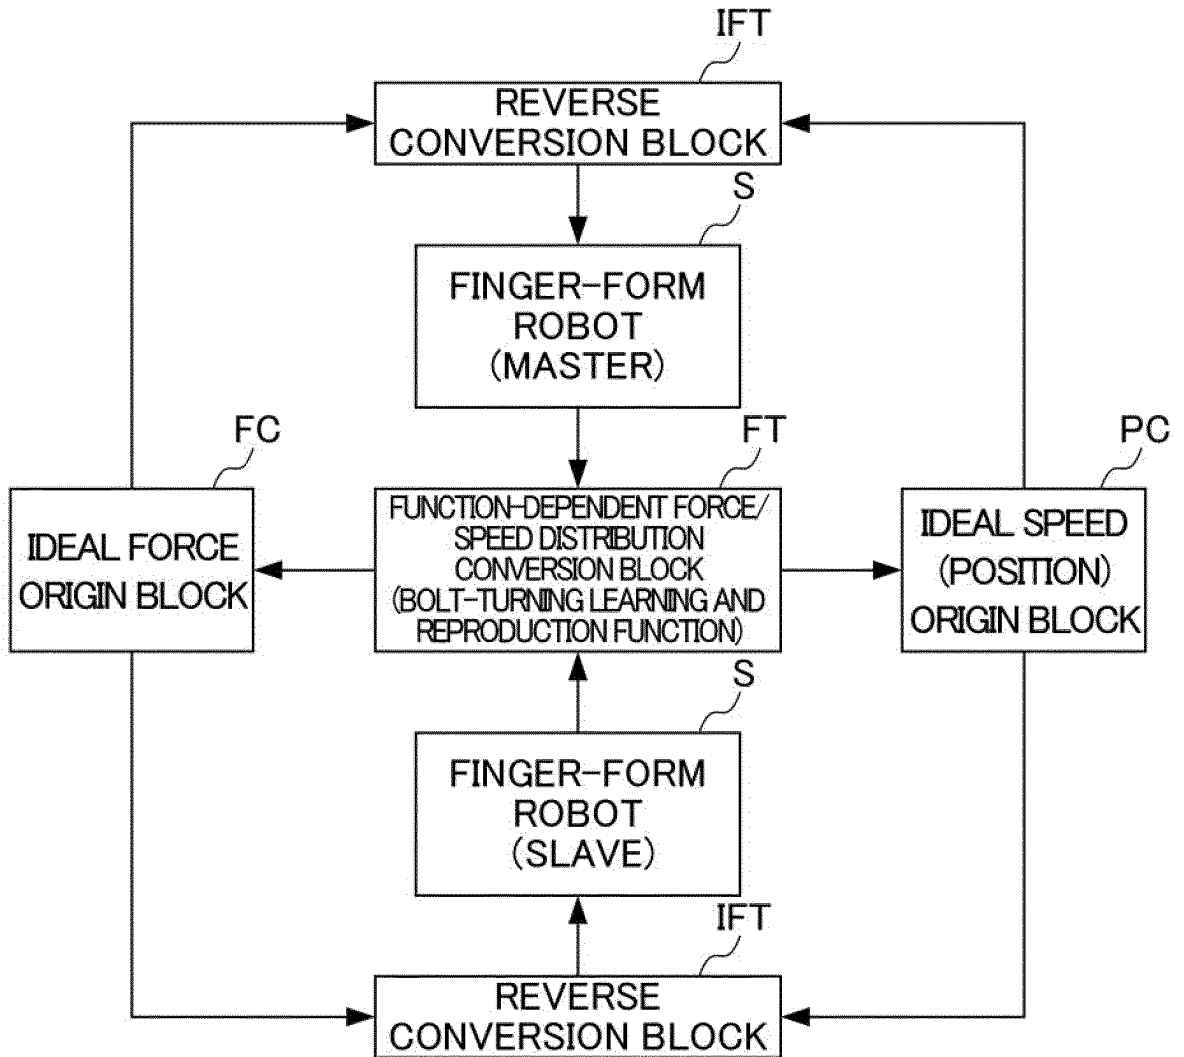 IFT
REVERSE
CONVERSION BLOCK
S
FINGER-FORM
ROBOT
(MASTER)
FC
IDEAL FORCE
ORIGIN BLOCK
FT
FUNCTION-DEPENDENT FORCE/
SPEED DISTRIBUTION
CONVERSION BLOCK
(BOLT-TURNING LEARNING AND
REPRODUCTION FUNCTION)
PC
IDEAL SPEED
(POSITION)
ORIGIN BLOCK
S
FINGER-FORM
ROBOT
(SLAVE)
IFT
REVERSE
CONVERSION BLOCK